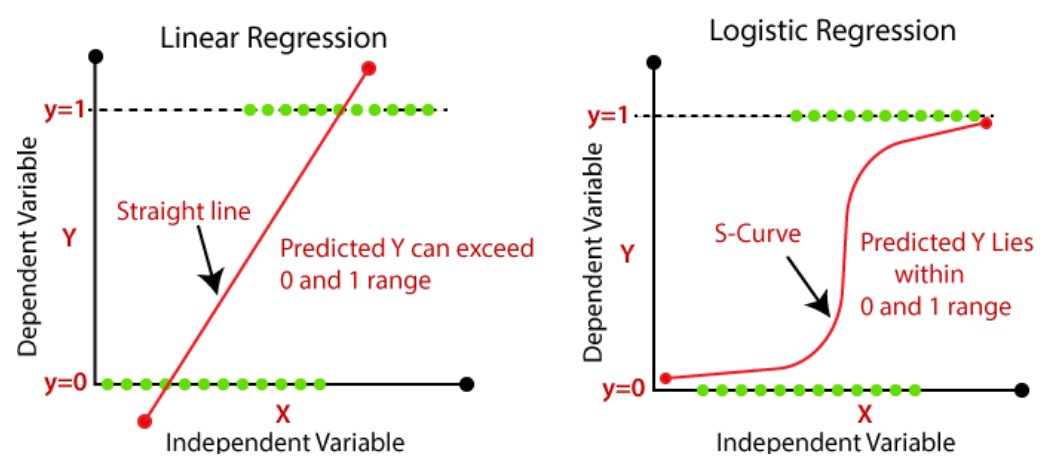 Linear Regression
y=1
Dependent Variable
Y
Straight line
Predicted Y can exceed
0 and 1 range
y=0
X
Independent Variable
Logistic Regression
y=1
Dependent Variable
Y
S-Curve
Predicted Y Lies
within
0 and 1 range
y=0
X
Independent Variable